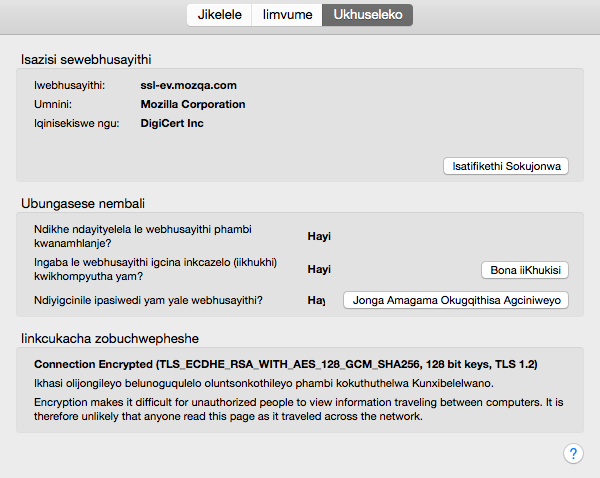 Jikelele Iimvume Ukhuseleko
Isazisi sewebhusayithi
Iwebhusayithi: ssl-ev.mozqa.com
Umnini: Mozilla Corporation
Iqinisekiswe ngu: DigiCert Inc
Isatifikethi Sokujonwa
Ubungasese nembali
Ndikhe ndayityelela le webhusayithi phambi
kwanamhlanje? Hayi
Ingaba le webhusayithi igcina inkcazelo (iikhukhi)
kwikhompyutha yam? Hayi Bona iiKhukisi
Ndiyigcinile ipasiwedi yam yale webhusayithi? Hay Jonga Amagama Okugqithisa Agciniweyo
Iinkcukacha zobuchwepheshe
Connection Encrypted (TLS_ECDHE_RSA_WITH_AES_128_GCM_SHA256, 128 bit keys, TLS 1.2)
Ikhasi olijongileyo belunoguqulelo oluntsonkothileyo phambi kokuthuthelwa Kunxibelelwano.
Encryption makes it difficult for unauthorized people to view information traveling between computers. It is
therefore unlikely that anyone read this page as it traveled across the network.
?